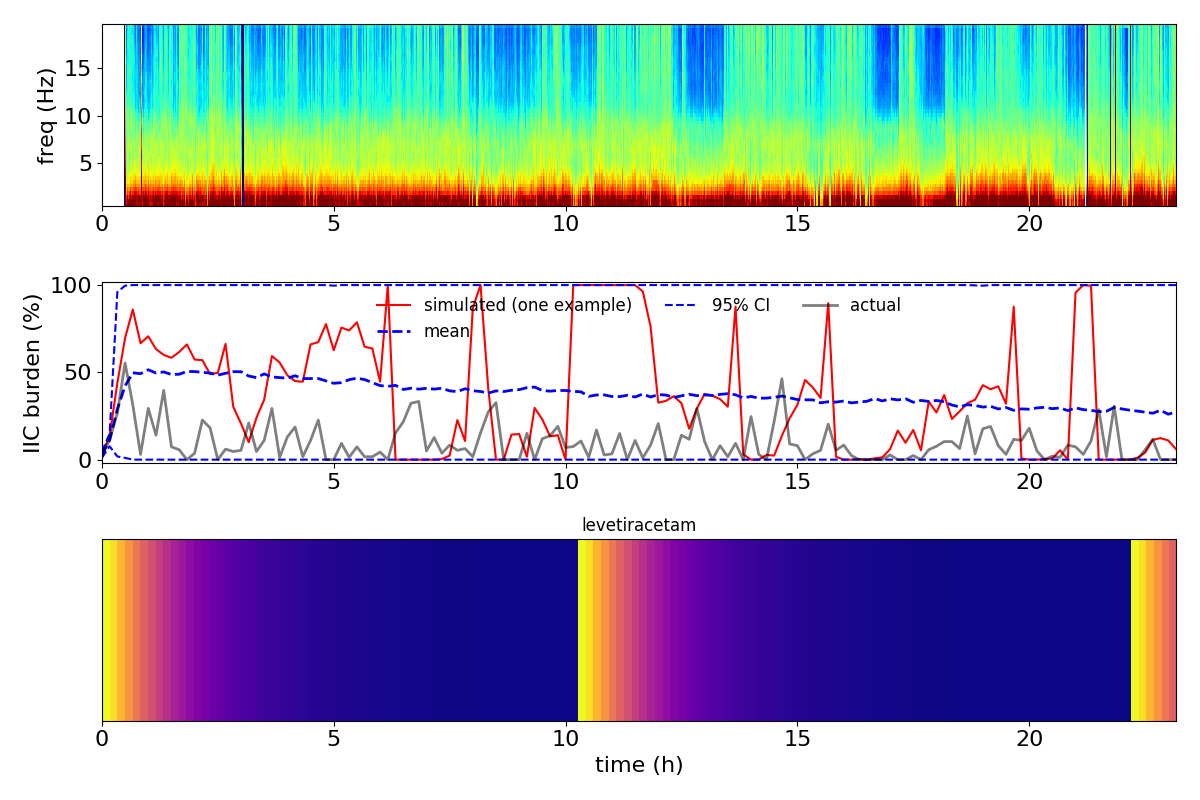 freq (Hz)
15
10
5
0 5 10 15 20
IIC burden (%)
100
50
0
simulated (one example) 95% CI actual
mean
0 5 10 15 20
levetiracetam
0 5 10 15 20
time (h)